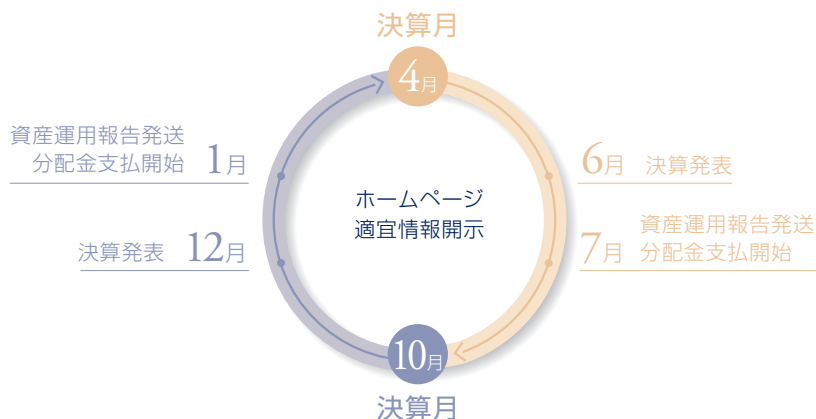 決算月
4月
資産運用報告発送
分配金支払開始 1月
決算発表 12月
ホームページ
適宜情報開示
6月 決算発表
7月 資産運用報告発送
分配金支払開始
10月
決算月